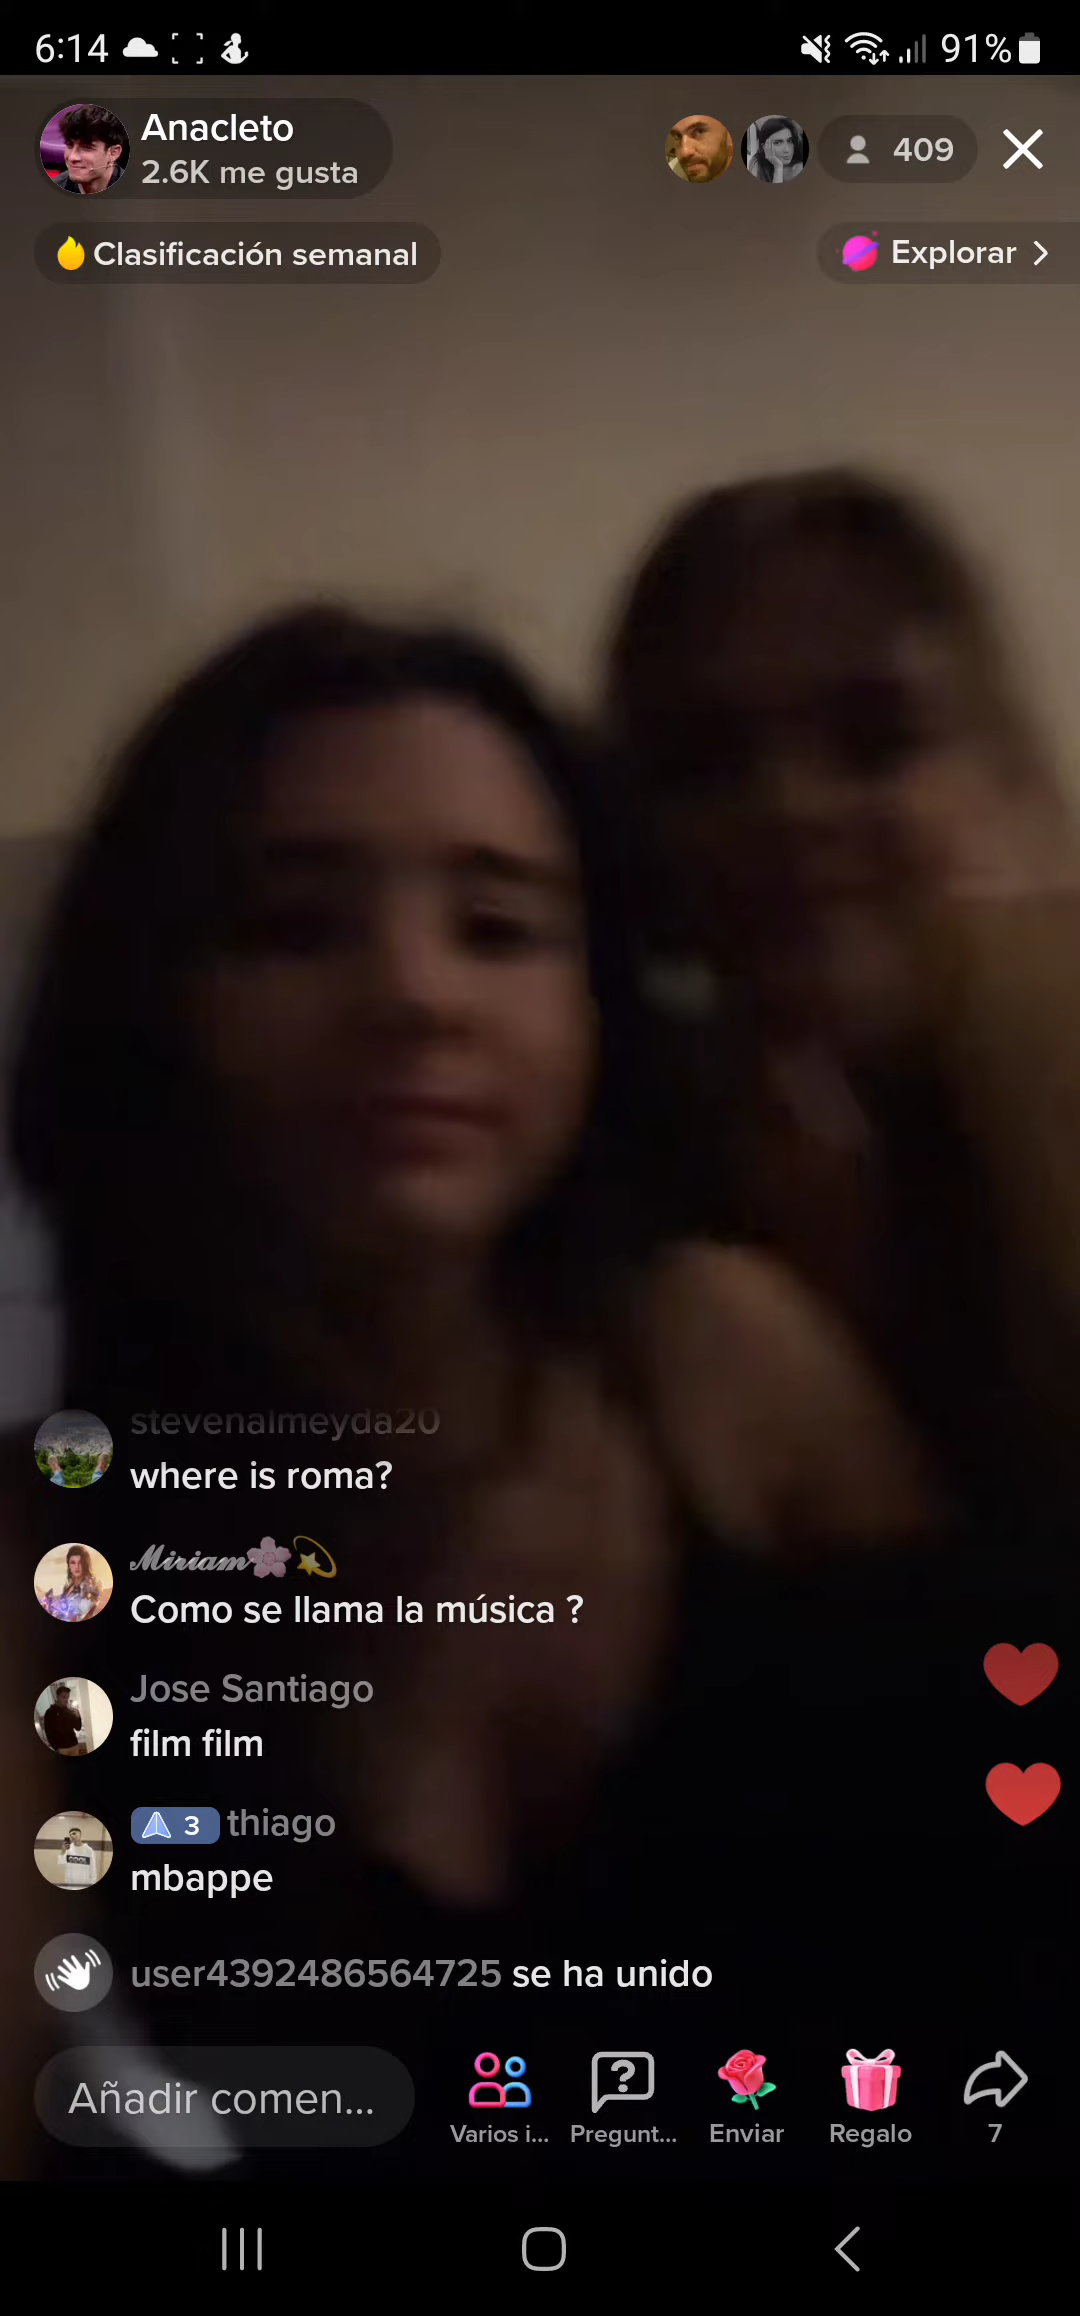 6:14 91%
Anacleto
2.6K me gusta
409
Clasificación semanal
Explorar
stevenalmeyda20
where is roma?
𝓜𝓲𝓻𝓲𝓪𝓶🌸💫
Como se llama la música ?
Jose Santiago
film film
3 thiago
mbappe
user4392486564725 se ha unido
Añadir comen...
Varios i... Pregunt... Enviar Regalo 7